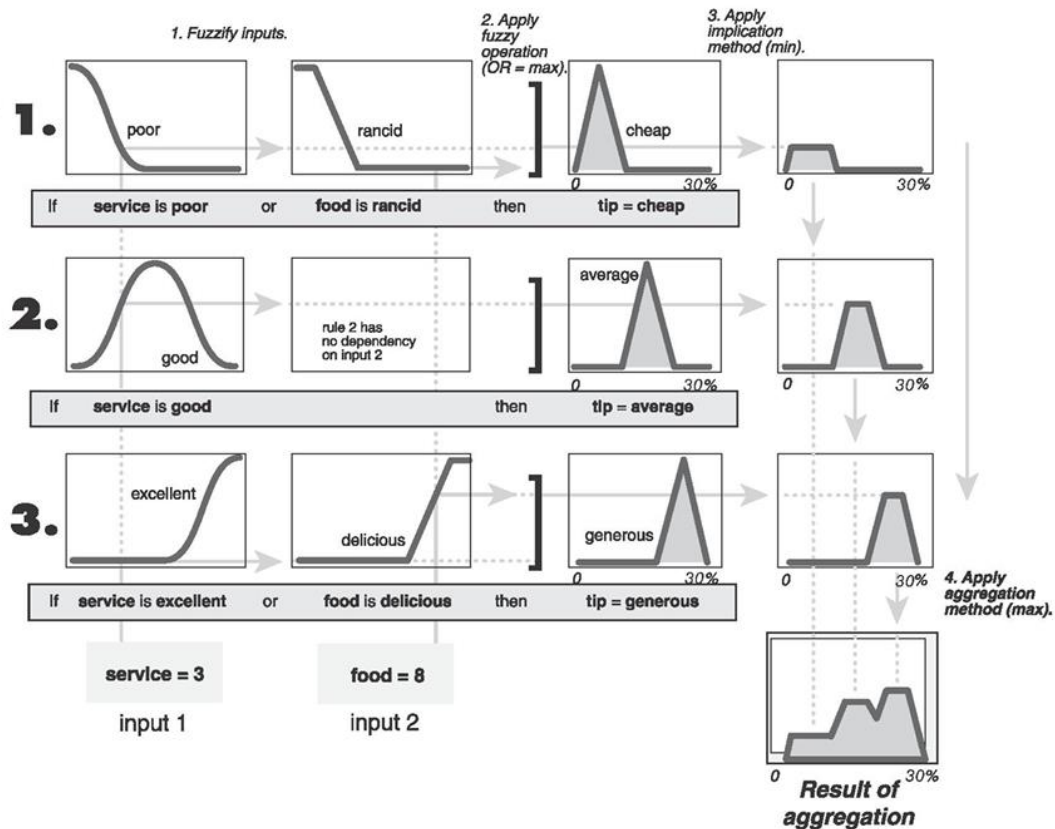 1. Fuzzify inputs.
2. Apply
fuzzy
operation
(OR = max).
3. Apply
implication
method (min).
1.
poor
rancid
cheap
0
30%
0
30%
If service is poor or food is rancid then tip = cheap
2.
good
rule 2 has
no dependency
on input 2
average
0
30%
0
30%
If service is good then tip = average
3.
excellent
delicious
generous
0
30%
0
30%
If service is excellent or food is delicious then tip = generous
4. Apply
aggregation
method (max).
service = 3
food = 8
input 1
input 2
0
30%
Result of
aggregation